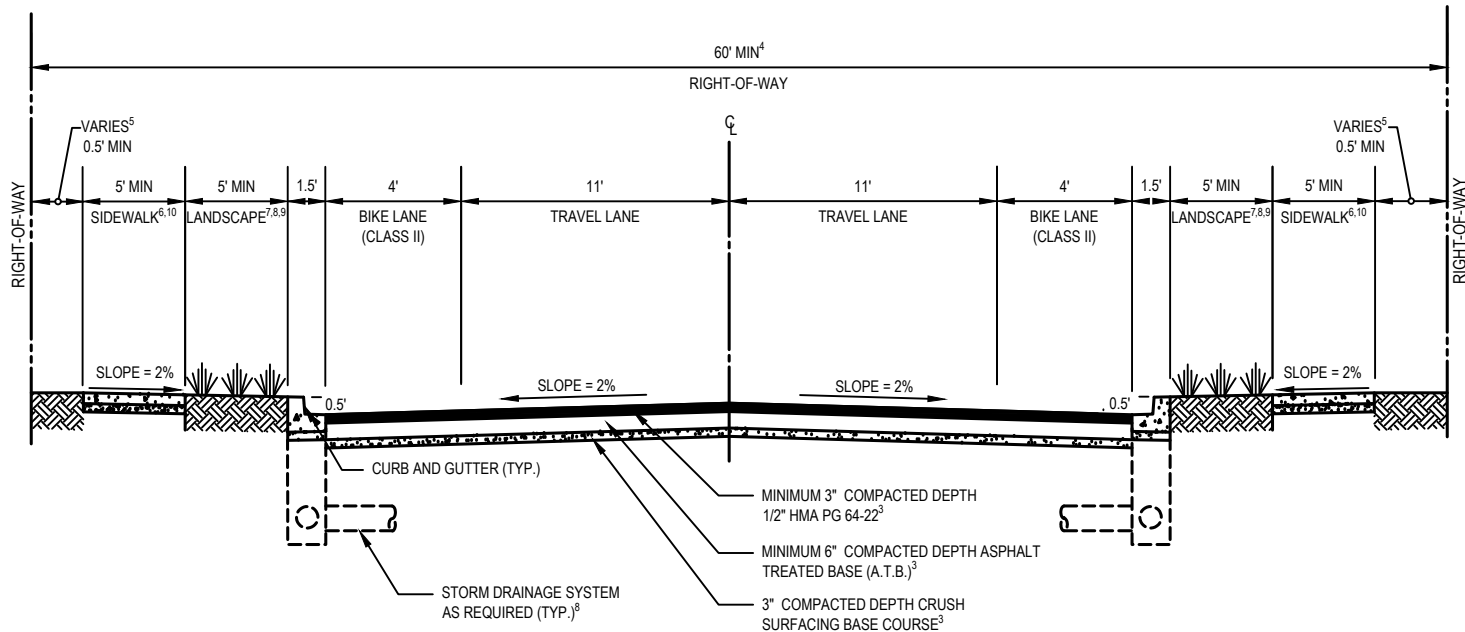 60' MIN⁴
RIGHT-OF-WAY
VARIES⁵
0.5' MIN
℄
VARIES⁵
0.5' MIN
RIGHT-OF-WAY
5' MIN
5' MIN
1.5'
4'
11'
11'
4'
1.5'
5' MIN
5' MIN
RIGHT-OF-WAY
SIDEWALK⁶,¹⁰
LANDSCAPE⁷,⁸,⁹
BIKE LANE
(CLASS II)
TRAVEL LANE
TRAVEL LANE
BIKE LANE
(CLASS II)
LANDSCAPE⁷,⁸,⁹
SIDEWALK⁶,¹⁰
SLOPE = 2%
SLOPE = 2%
SLOPE = 2%
SLOPE = 2%
0.5'
0.5'
CURB AND GUTTER (TYP.)
MINIMUM 3" COMPACTED DEPTH
1/2" HMA PG 64-22³
MINIMUM 6" COMPACTED DEPTH ASPHALT
TREATED BASE (A.T.B.)³
STORM DRAINAGE SYSTEM
AS REQUIRED (TYP.)⁸
3" COMPACTED DEPTH CRUSH
SURFACING BASE COURSE³